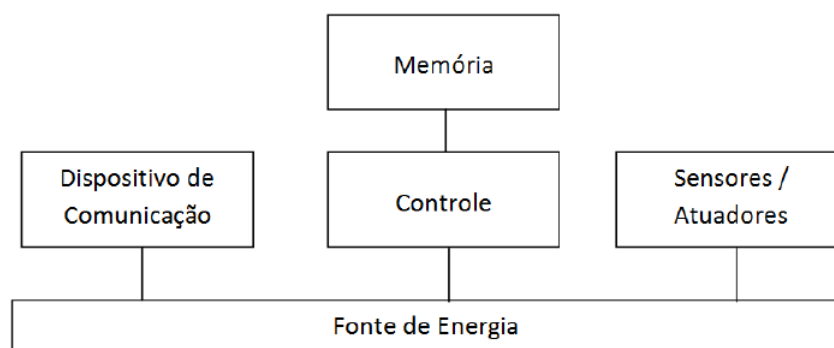 Memória
Dispositivo de
Comunicação
Controle
Sensores /
Atuadores
Fonte de Energia